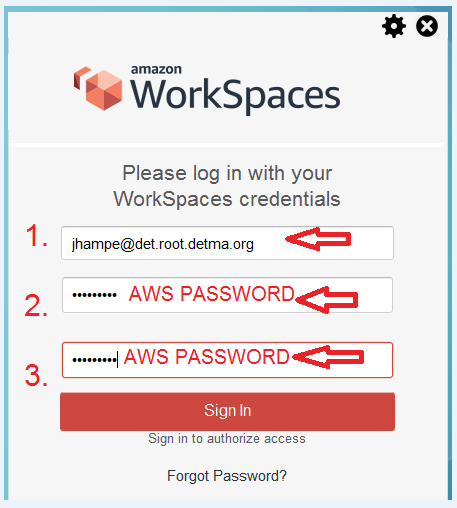 amazon
WorkSpaces
Please log in with your
WorkSpaces credentials
1.
jhampe@det.root.detma.org
2.
••••••••• AWS PASSWORD
3.
••••••••• AWS PASSWORD
Sign In
Sign in to authorize access
Forgot Password?